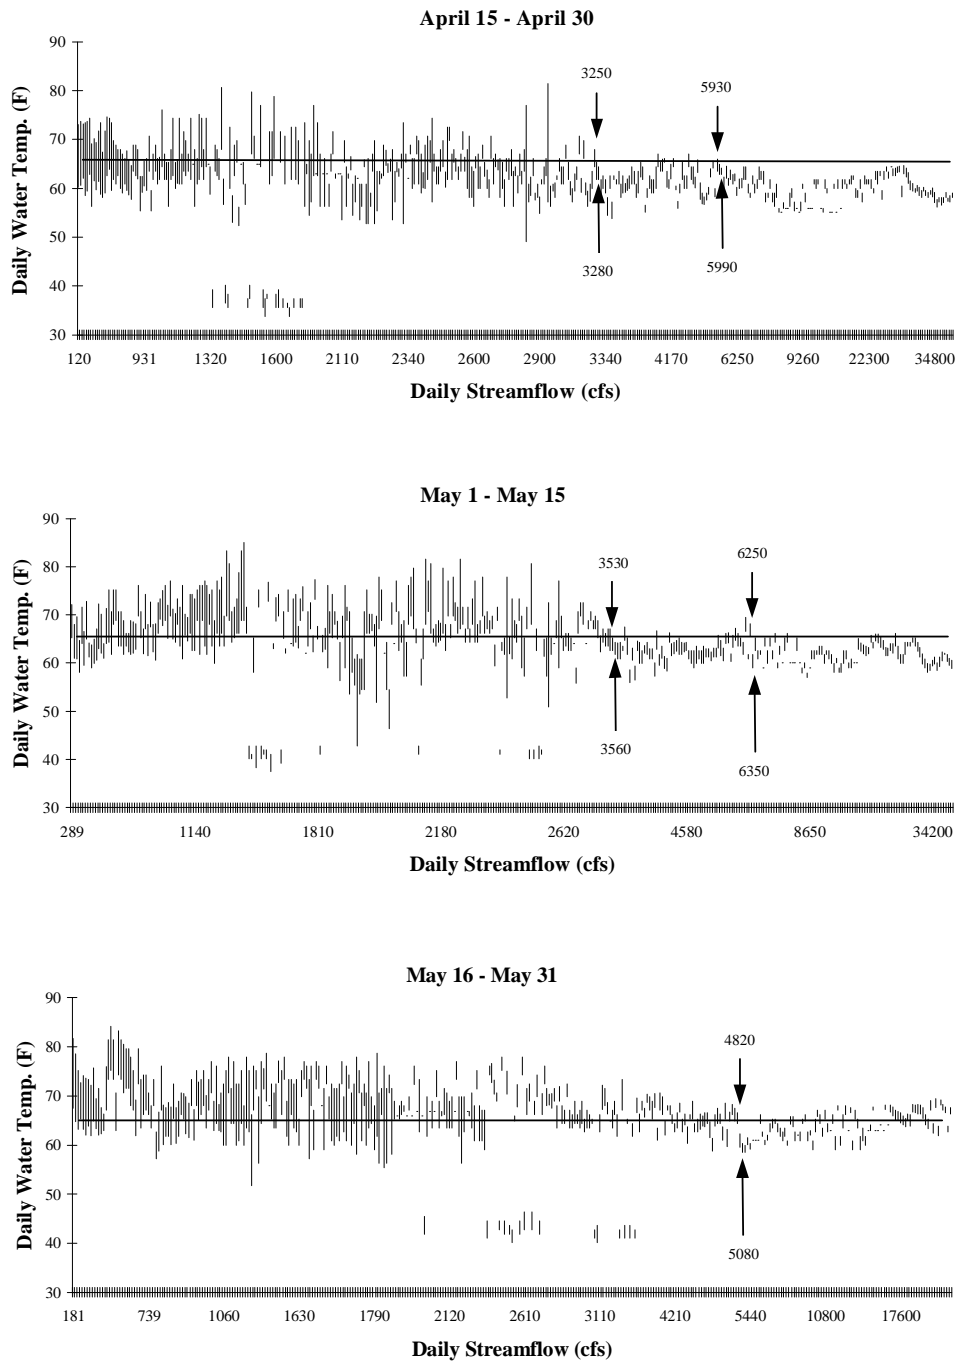 April 15 - April 30
90
80
70
60
50
40
30
Daily Water Temp. (F)
3250
5930
3280
5990
120 931 1320 1600 2110 2340 2600 2900 3340 4170 6250 9260 22300 34800
Daily Streamflow (cfs)
May 1 - May 15
90
80
70
60
50
40
30
Daily Water Temp. (F)
3530
6250
3560
6350
289 1140 1810 2180 2620 4580 8650 34200
Daily Streamflow (cfs)
May 16 - May 31
90
80
70
60
50
40
30
Daily Water Temp. (F)
4820
5080
181 739 1060 1630 1790 2120 2610 3110 4210 5440 10800 17600
Daily Streamflow (cfs)